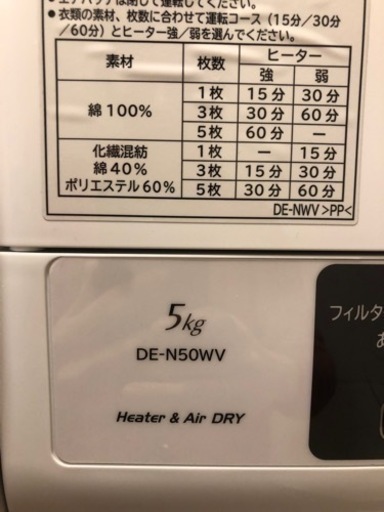 ●衣類の素材、枚数に合わせて運転コース(15分/30分
/60分)とヒーター強/弱を選んでください。
素材 枚数 ヒーター
強 弱
綿100% 1枚 15分 30分
3枚 30分 60分
5枚 60分 －
化繊混紡
綿40%
ポリエステル60% 1枚 － 15分
3枚 15分 30分
5枚 30分 60分
DE-NWV >PP<
5kg
DE-N50WV
Heater & Air DRY
フィルタ
お